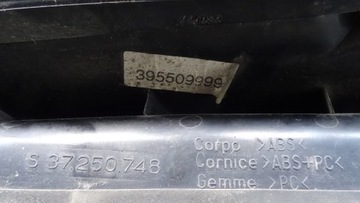 395509999
S 37250748
Corpo >ABS<
Cornice >ABS+PC<
Gemme >PC<